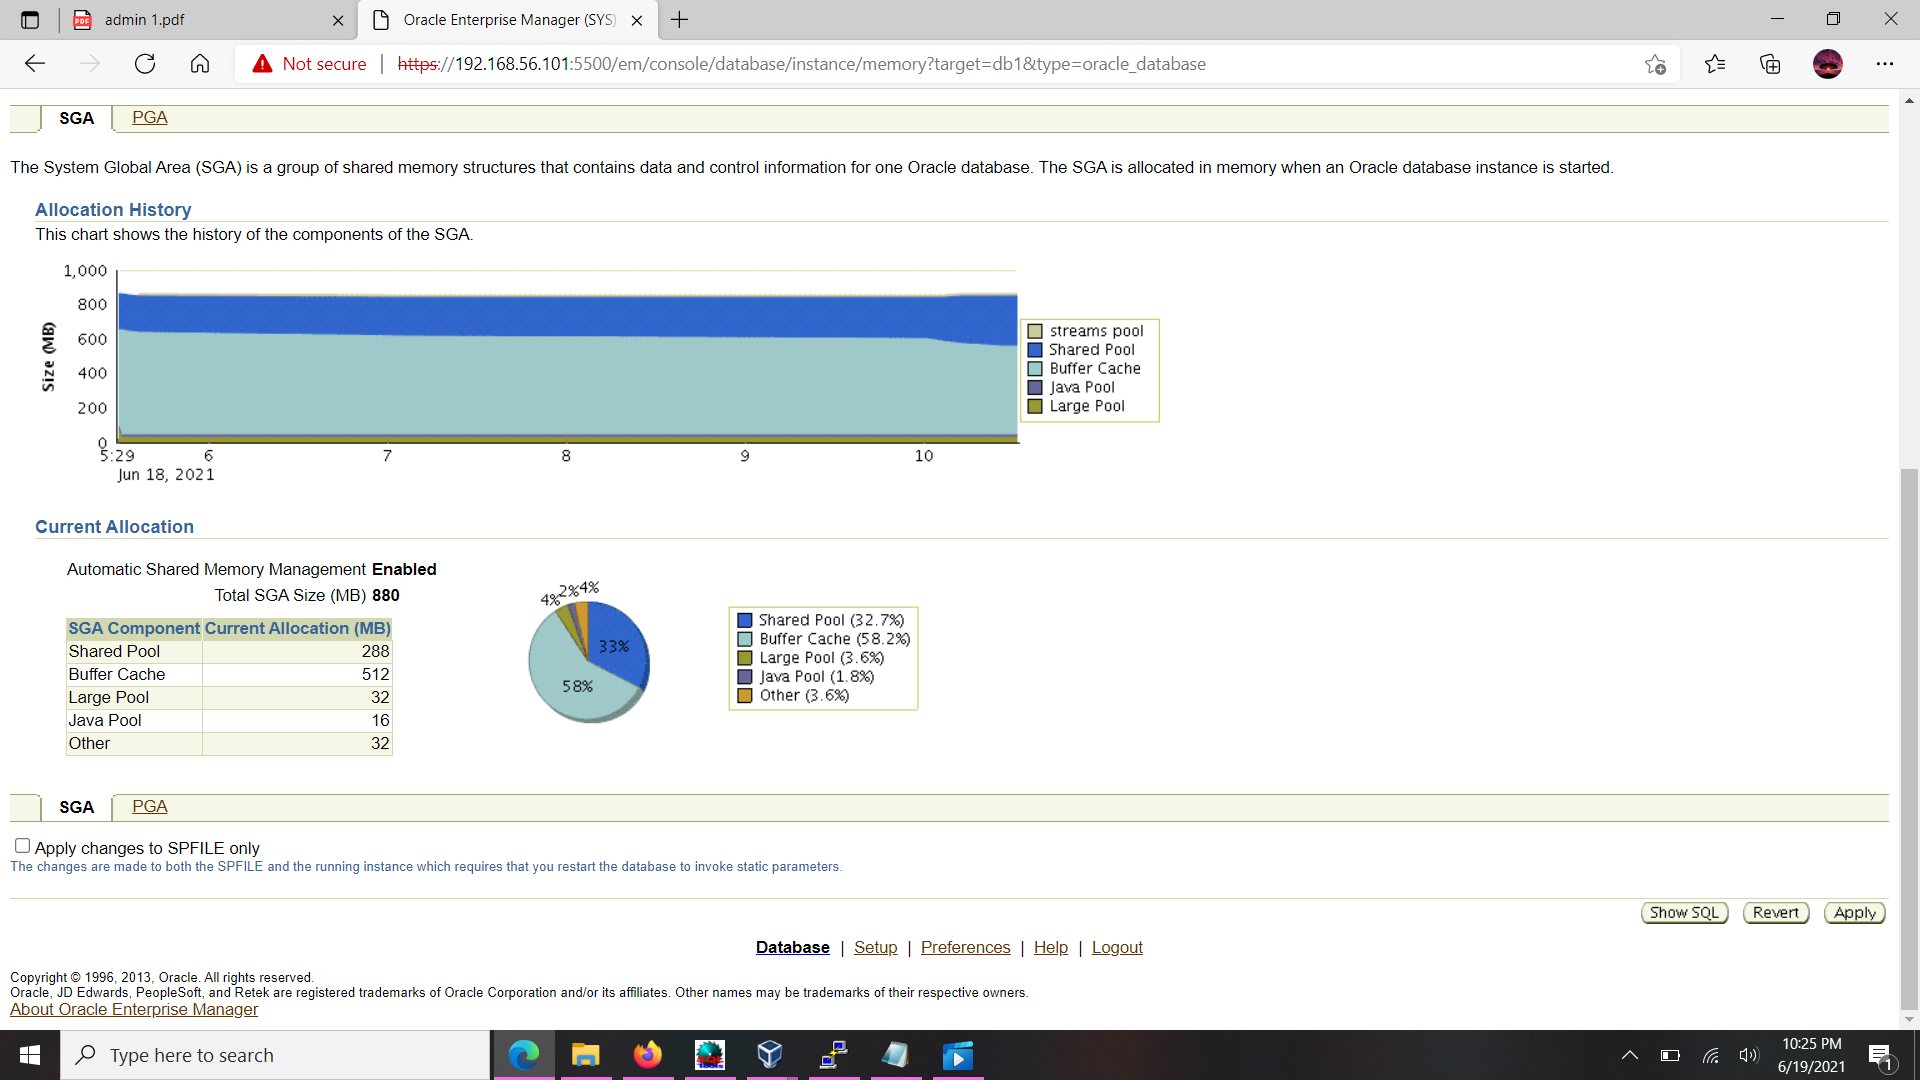 admin 1.pdf
Oracle Enterprise Manager (SYS)
Not secure | https://192.168.56.101:5500/em/console/database/instance/memory?target=db1&type=oracle_database
SGA PGA
The System Global Area (SGA) is a group of shared memory structures that contains data and control information for one Oracle database. The SGA is allocated in memory when an Oracle database instance is started.
Allocation History
This chart shows the history of the components of the SGA.
Size (MB)
1,000
800
600
400
200
0
5:29 6 7 8 9 10
Jun 18, 2021
streams pool
Shared Pool
Buffer Cache
Java Pool
Large Pool
Current Allocation
Automatic Shared Memory Management Enabled
Total SGA Size (MB) 880
SGA Component Current Allocation (MB)
Shared Pool 288
Buffer Cache 512
Large Pool 32
Java Pool 16
Other 32
4% 2% 4%
33%
58%
Shared Pool (32.7%)
Buffer Cache (58.2%)
Large Pool (3.6%)
Java Pool (1.8%)
Other (3.6%)
SGA PGA
Apply changes to SPFILE only
The changes are made to both the SPFILE and the running instance which requires that you restart the database to invoke static parameters.
Show SQL Revert Apply
Database | Setup | Preferences | Help | Logout
Copyright © 1996, 2013, Oracle. All rights reserved.
Oracle, JD Edwards, PeopleSoft, and Retek are registered trademarks of Oracle Corporation and/or its affiliates. Other names may be trademarks of their respective owners.
About Oracle Enterprise Manager
Type here to search
10:25 PM
6/19/2021
1